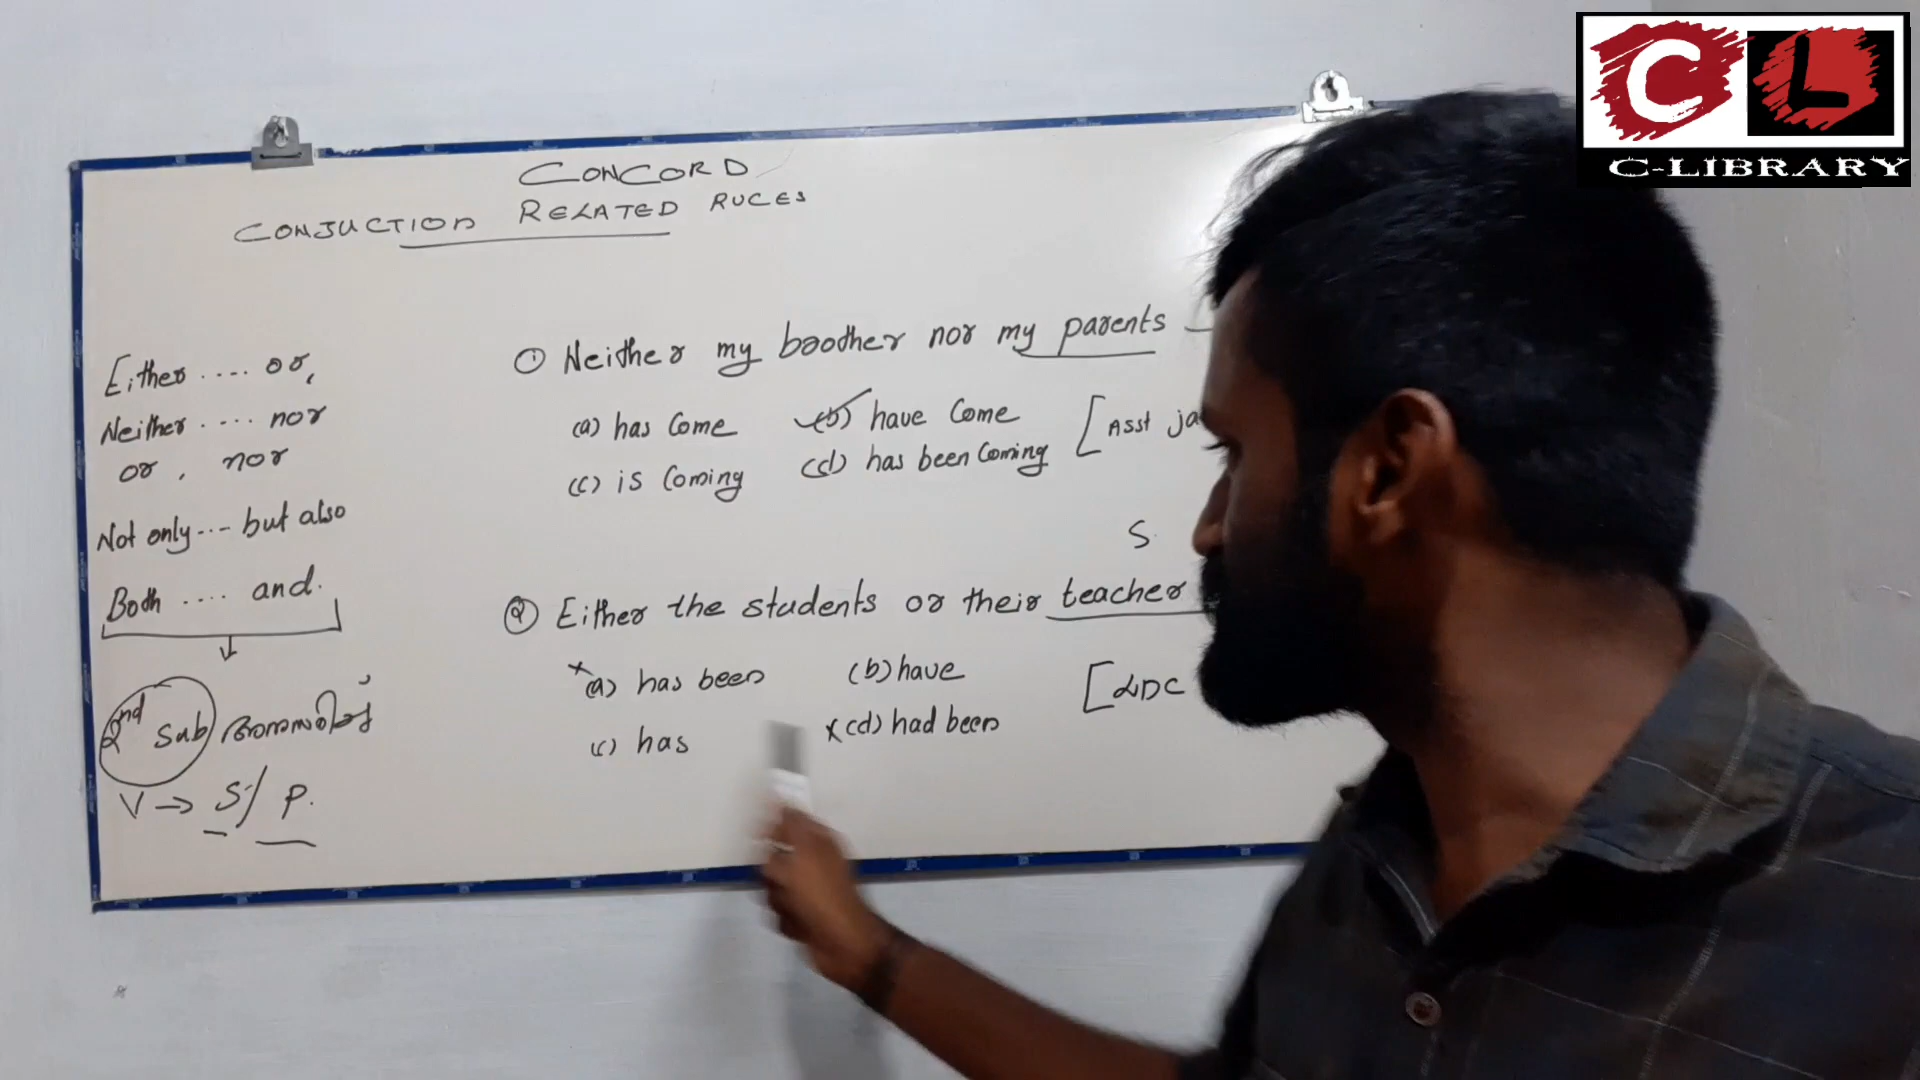 CL
C-LIBRARY
CONCORD
CONJUCTION RELATED RULES
Either .... or,
Neither .... nor
or , nor
Not only ... but also
Both .... and.
2nd Sub
V → S / P.
① Neither my brother nor my parents
(a) has Come (b) have Come [Asst ja
(c) is Coming (d) has been Coming
S
② Either the students or their teacher
(a) has been (b) have [LDC
(c) has (d) had been